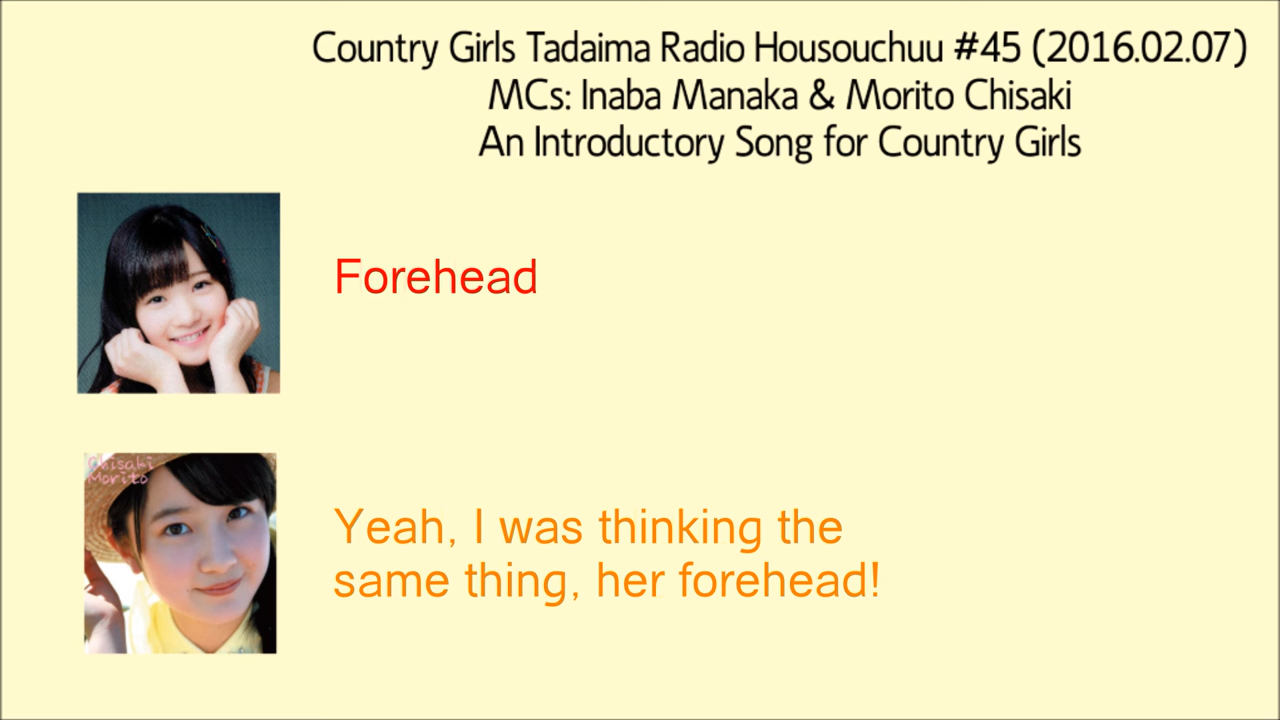 Country Girls Tadaima Radio Housouchuu #45 (2016.02.07)
MCs: Inaba Manaka & Morito Chisaki
An Introductory Song for Country Girls
Forehead
Chisaki
Morito
Yeah, I was thinking the
same thing, her forehead!